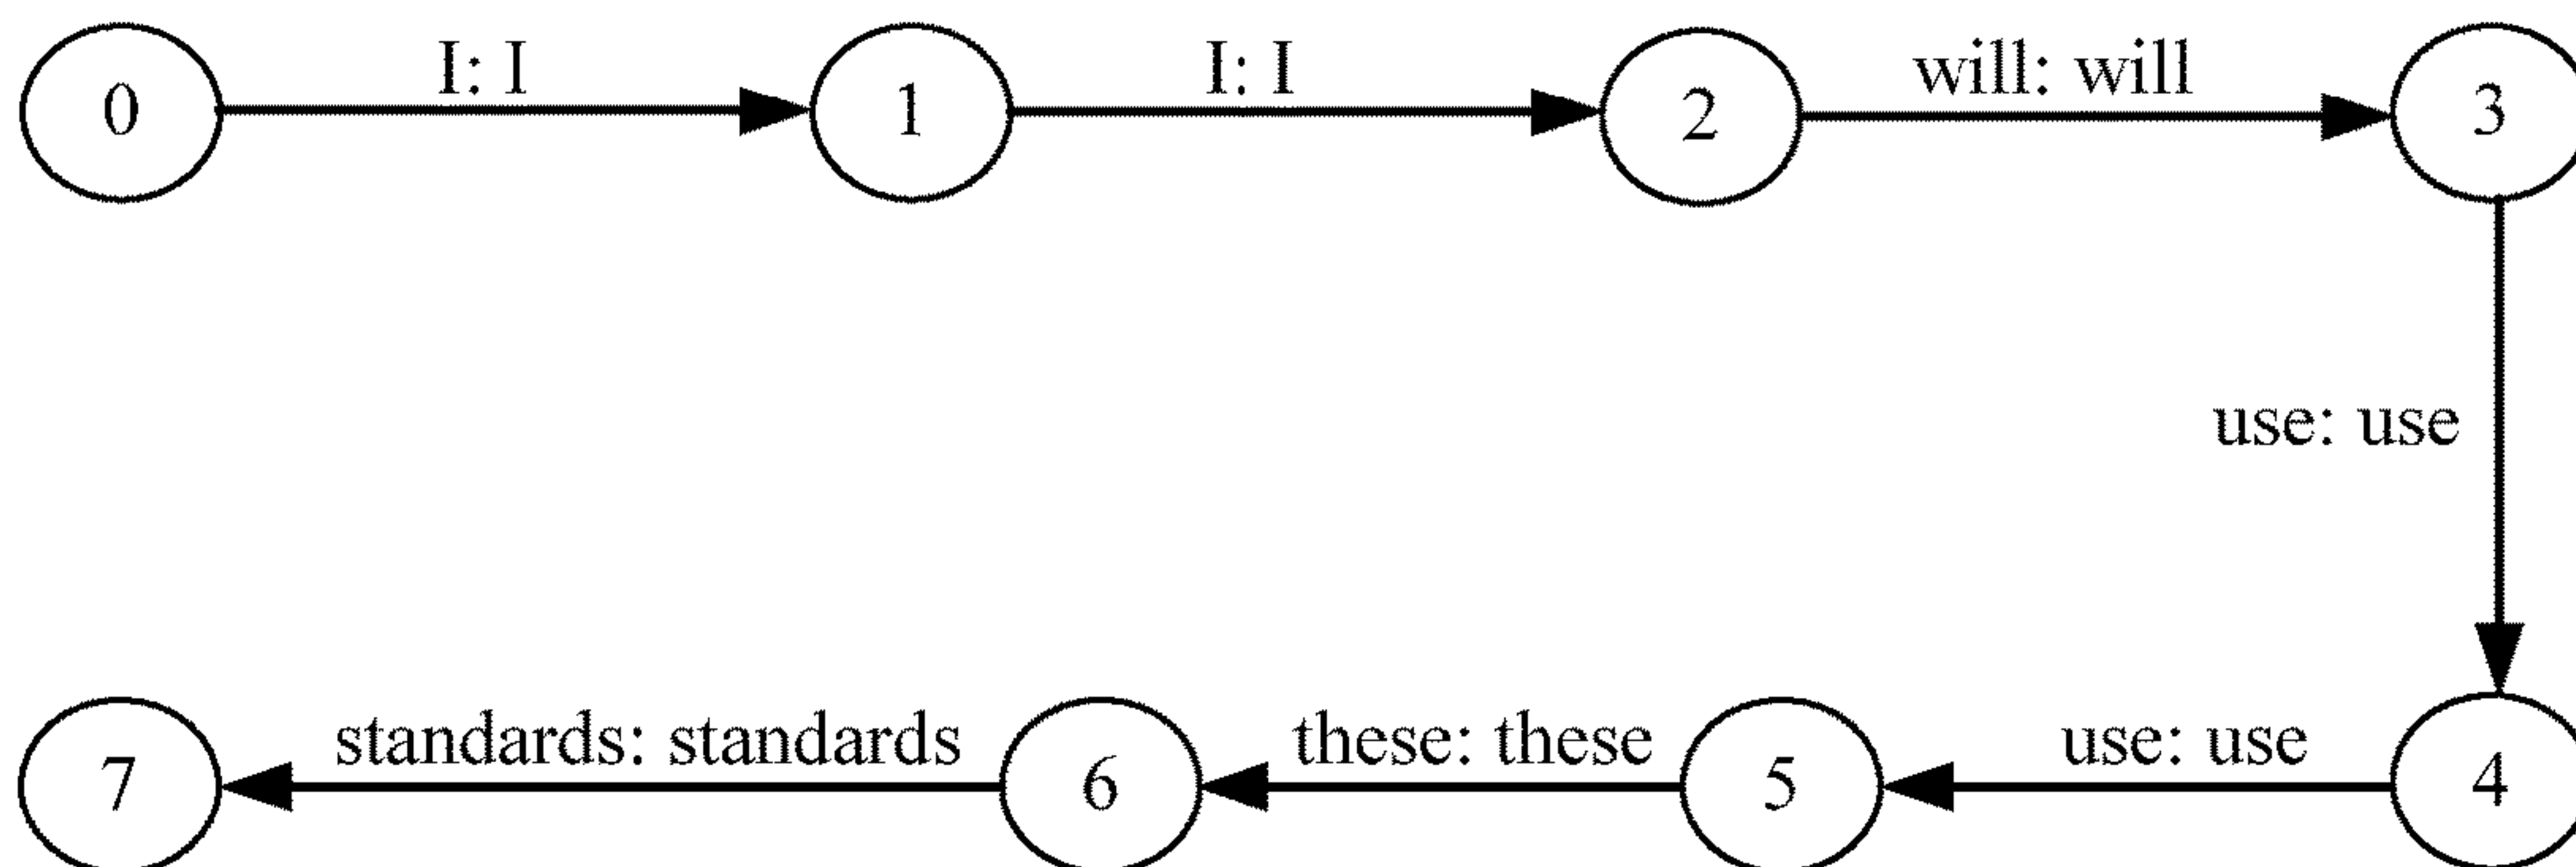 0 I: I 1 I: I 2 will: will 3
use: use
7 standards: standards 6 these: these 5 use: use 4